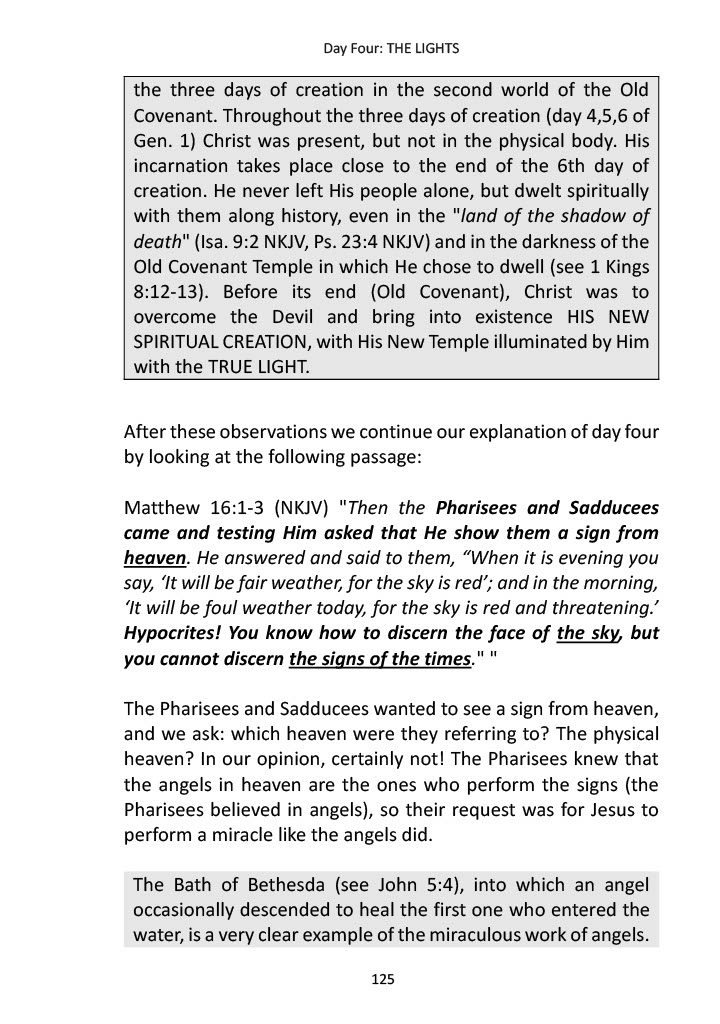 Day Four: THE LIGHTS
the three days of creation in the second world of the Old
Covenant. Throughout the three days of creation (day 4,5,6 of
Gen. 1) Christ was present, but not in the physical body. His
incarnation takes place close to the end of the 6th day of
creation. He never left His people alone, but dwelt spiritually
with them along history, even in the "land of the shadow of
death" (Isa. 9:2 NKJV, Ps. 23:4 NKJV) and in the darkness of the
Old Covenant Temple in which He chose to dwell (see 1 Kings
8:12-13). Before its end (Old Covenant), Christ was to
overcome the Devil and bring into existence HIS NEW
SPIRITUAL CREATION, with His New Temple illuminated by Him
with the TRUE LIGHT.
After these observations we continue our explanation of day four
by looking at the following passage:
Matthew 16:1-3 (NKJV) "Then the Pharisees and Sadducees
came and testing Him asked that He show them a sign from
heaven. He answered and said to them, “When it is evening you
say, ‘It will be fair weather, for the sky is red’; and in the morning,
‘It will be foul weather today, for the sky is red and threatening.’
Hypocrites! You know how to discern the face of the sky, but
you cannot discern the signs of the times." "
The Pharisees and Sadducees wanted to see a sign from heaven,
and we ask: which heaven were they referring to? The physical
heaven? In our opinion, certainly not! The Pharisees knew that
the angels in heaven are the ones who perform the signs (the
Pharisees believed in angels), so their request was for Jesus to
perform a miracle like the angels did.
The Bath of Bethesda (see John 5:4), into which an angel
occasionally descended to heal the first one who entered the
water, is a very clear example of the miraculous work of angels.
125